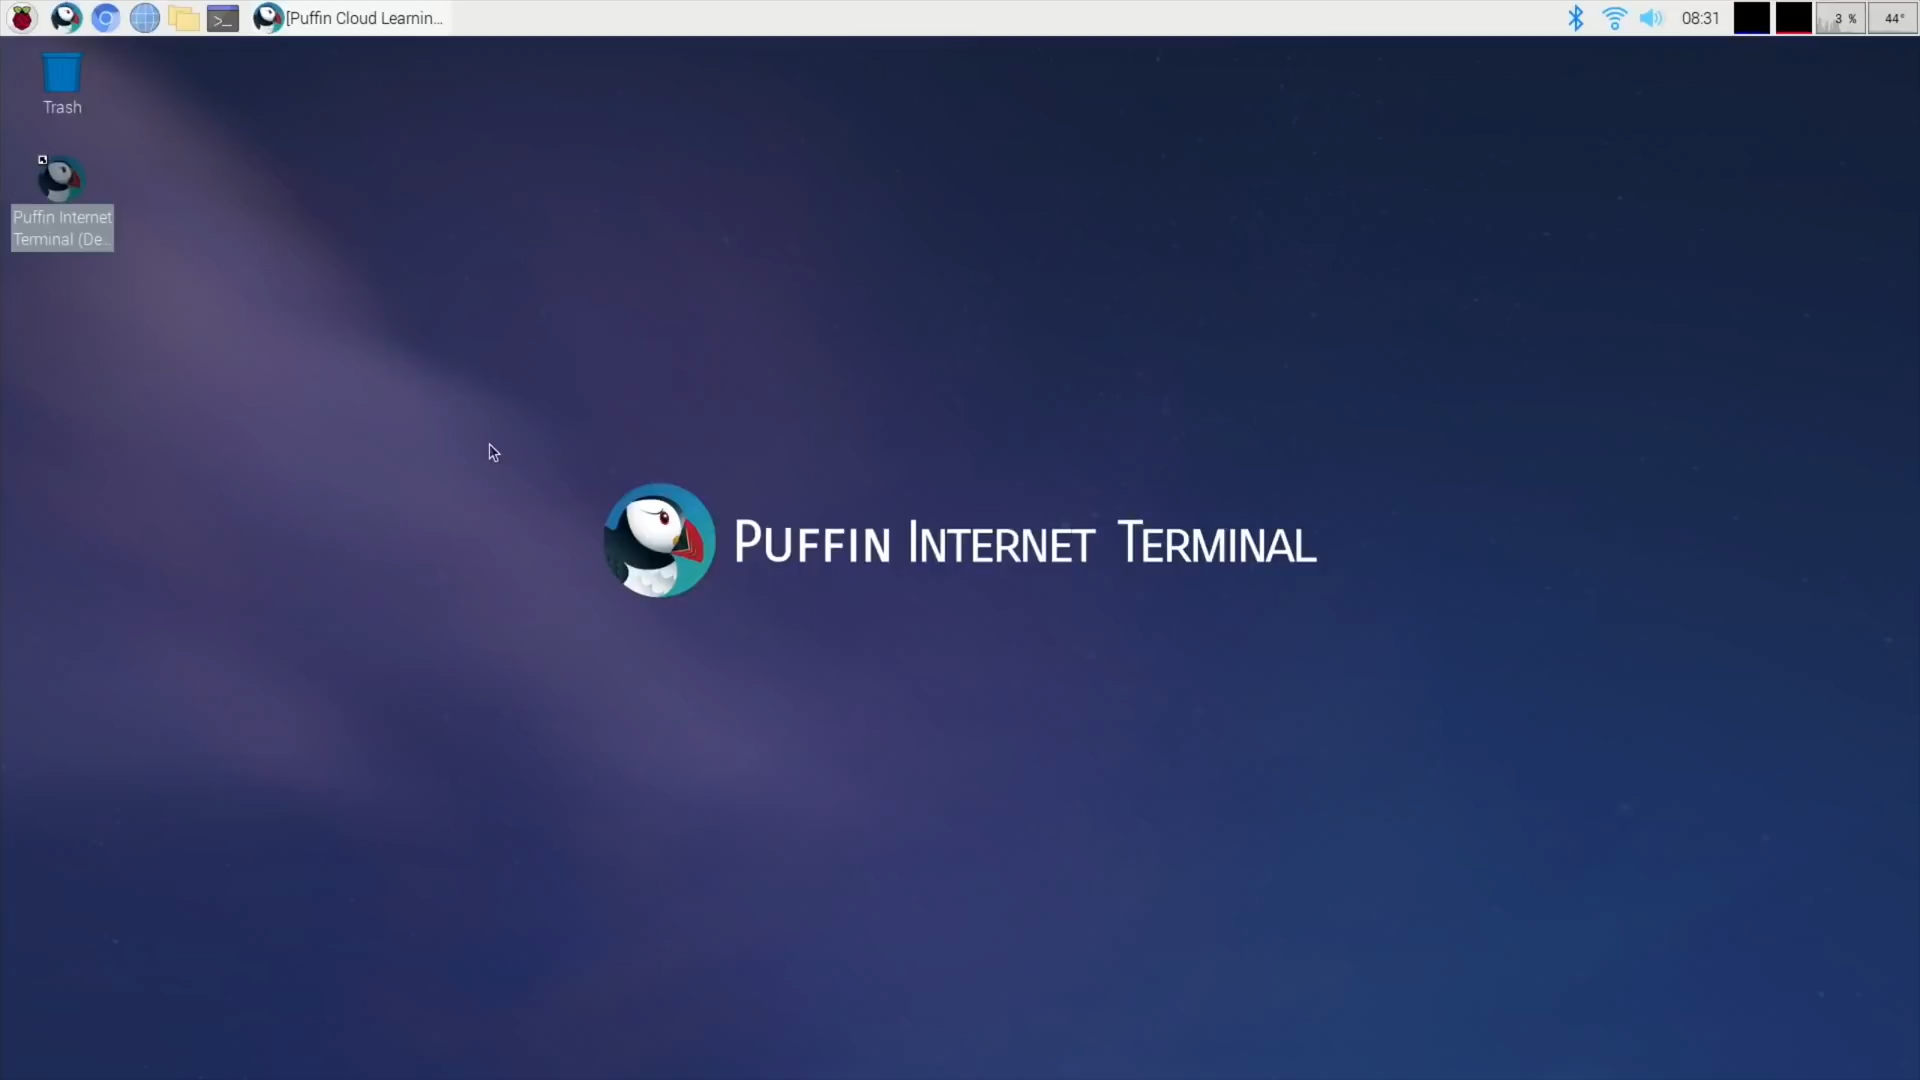 [Puffin Cloud Learnin...
08:31
3 %
44°
Trash
Puffin Internet
Terminal (De...
PUFFIN INTERNET TERMINAL